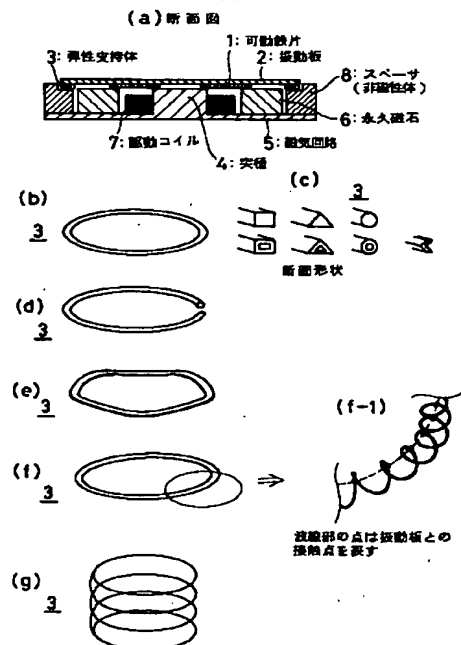 (a) 断面図
1: 可動鉄片
3: 弾性支持体
2: 振動板
8: スペーサ
(非磁性体)
6: 永久磁石
7: 駆動コイル
5: 磁気回路
4: 突極
(b)
3
(c)
3
断面形状
(d)
3
(e)
3
(f)
3
(f-1)
波線部の点は振動板との
接触点を表す
(g)
3